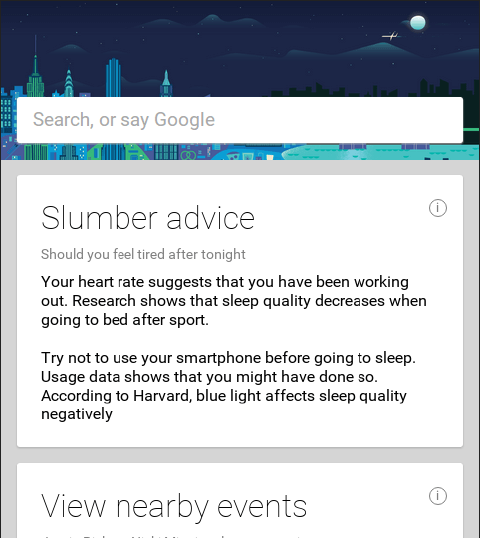 Search, or say Google
Slumber advice
Should you feel tired after tonight
Your heart rate suggests that you have been working
out. Research shows that sleep quality decreases when
going to bed after sport.
Try not to use your smartphone before going to sleep.
Usage data shows that you might have done so.
According to Harvard, blue light affects sleep quality
negatively
View nearby events